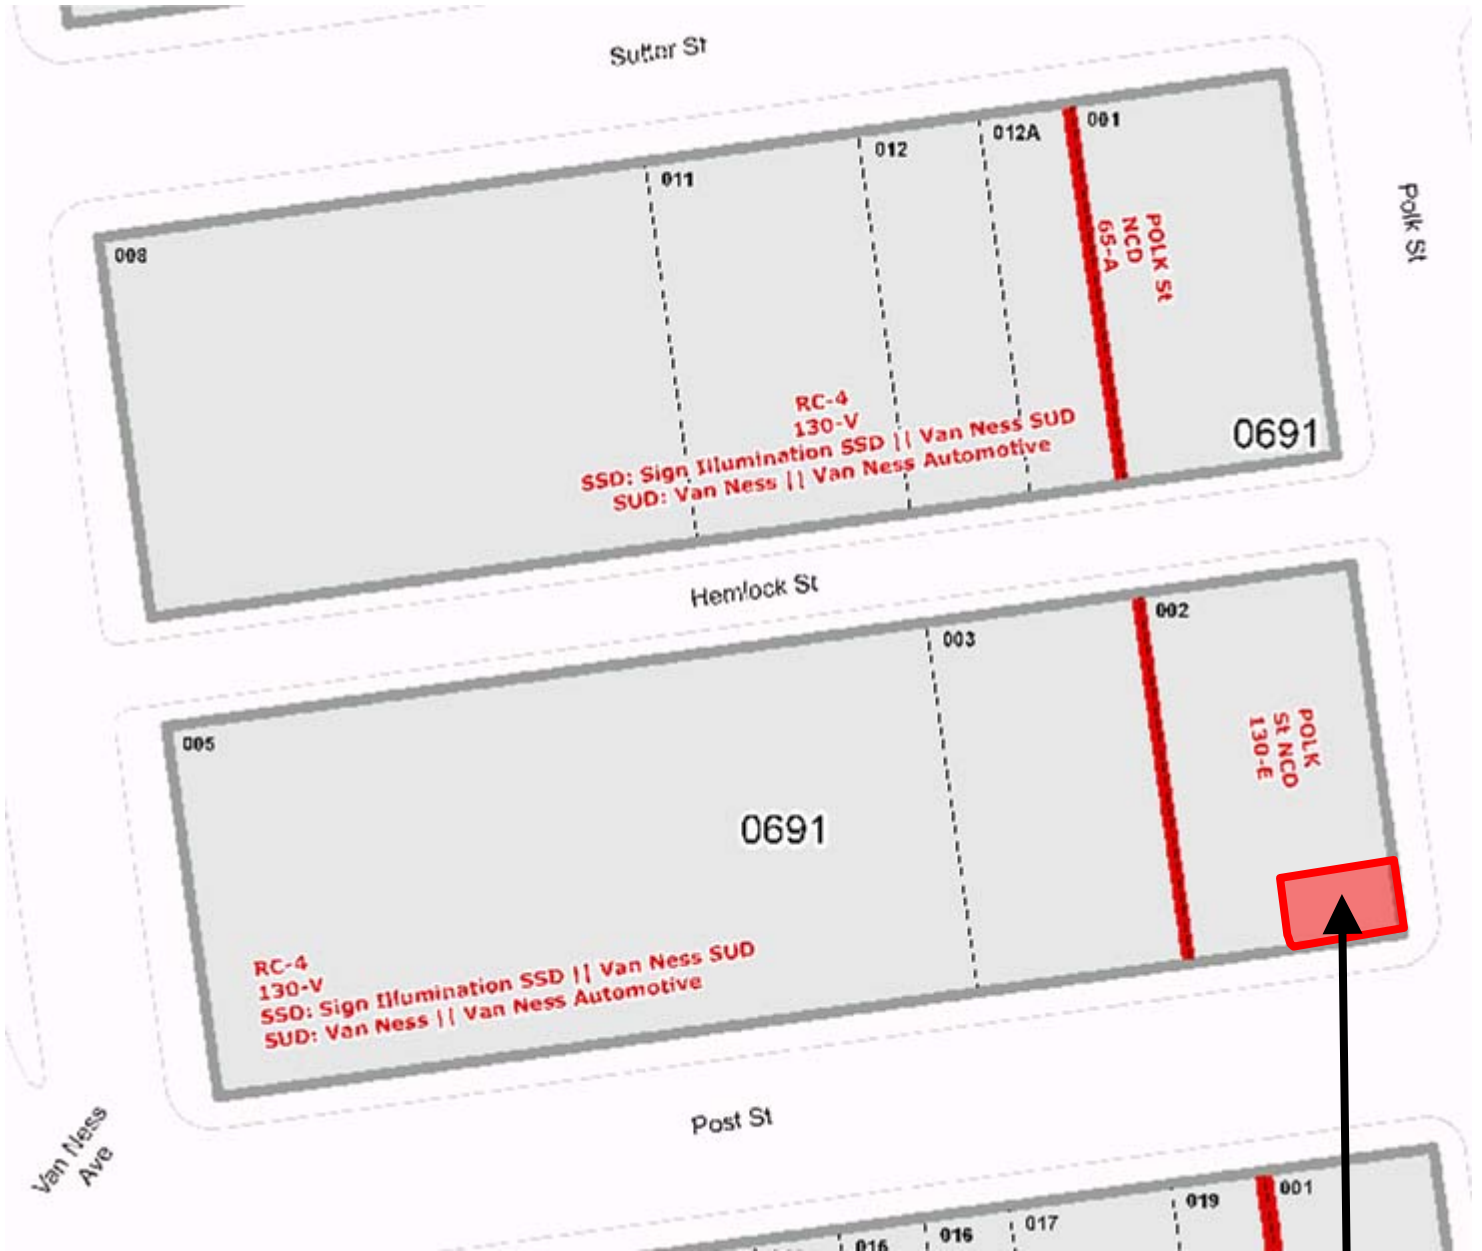 Sutter St
Polk St
001
012A
012
011
008
POLK St
NCD
65-A
RC-4
130-V
SSD: Sign Illumination SSD || Van Ness SUD
SUD: Van Ness || Van Ness Automotive
0691
Hemlock St
002
003
005
POLK
St NCD
130-E
0691
RC-4
130-V
SSD: Sign Illumination SSD || Van Ness SUD
SUD: Van Ness || Van Ness Automotive
Post St
Van Ness
Ave
001
019
017
016